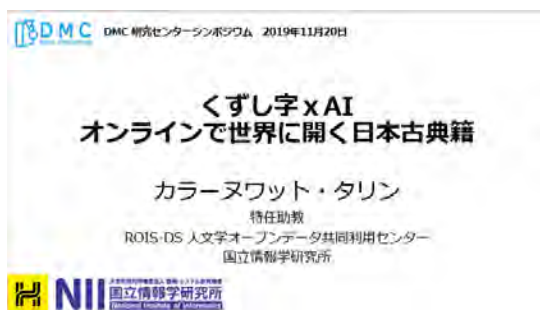 DMC DMC 研究センターシンポジウム 2019年11月20日
くずし字 x AI
オンラインで世界に開く日本古典籍
カラーヌワット・タリン
特任助教
ROIS-DS 人文学オープンデータ共同利用センター
国立情報学研究所
NII 国立情報学研究所
National Institute of Informatics